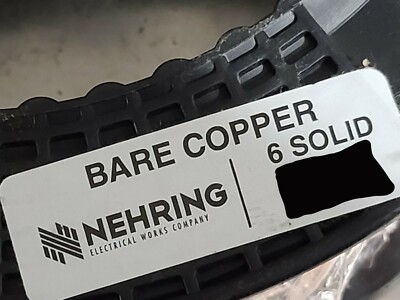 BARE COPPER
6 SOLID
NEHRING
ELECTRICAL WORKS COMPANY